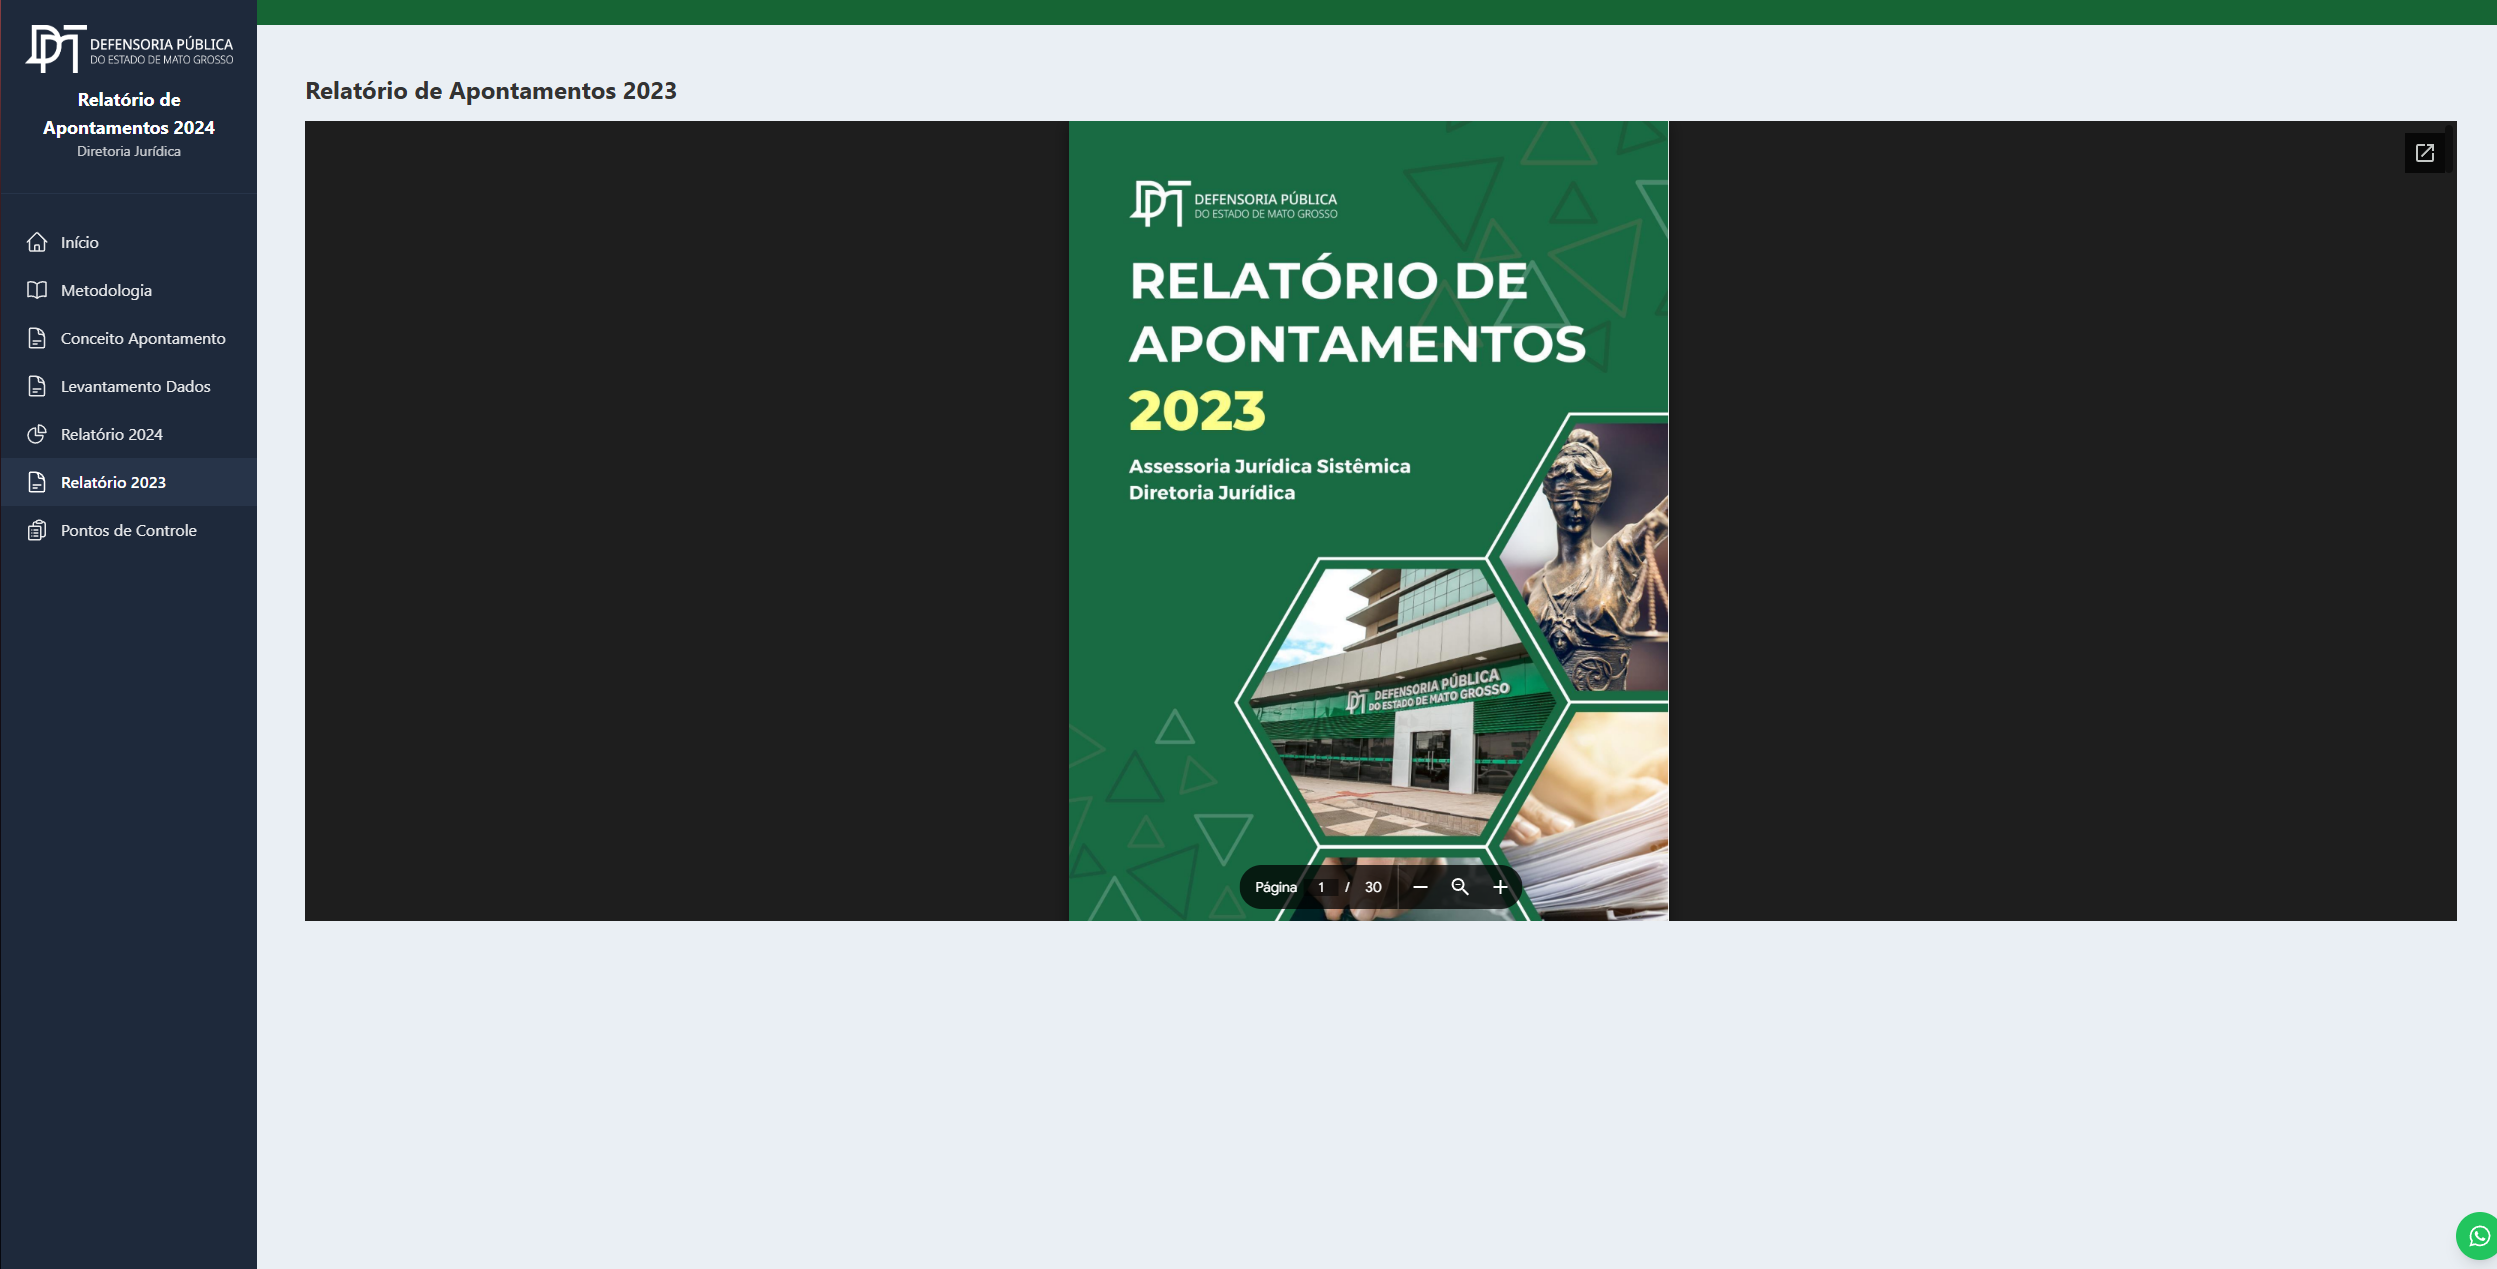 DEFENSORIA PÚBLICA
DO ESTADO DE MATO GROSSO
Relatório de
Apontamentos 2024
Diretoria Jurídica
Início
Metodologia
Conceito Apontamento
Levantamento Dados
Relatório 2024
Relatório 2023
Pontos de Controle
Relatório de Apontamentos 2023
DEFENSORIA PÚBLICA
DO ESTADO DE MATO GROSSO
RELATÓRIO DE
APONTAMENTOS
2023
Assessoria Jurídica Sistêmica
Diretoria Jurídica
DEFENSORIA PÚBLICA
DO ESTADO DE MATO GROSSO
Página 1 / 30